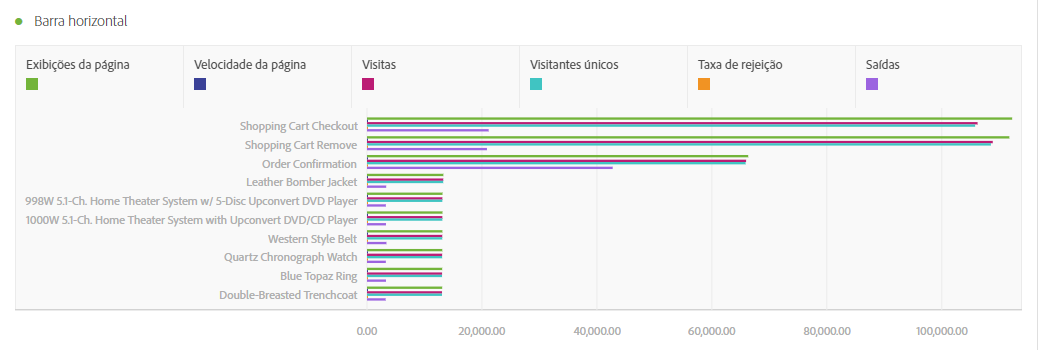 Barra horizontal
Exibições da página
Velocidade da página
Visitas
Visitantes únicos
Taxa de rejeição
Saídas
Shopping Cart Checkout
Shopping Cart Remove
Order Confirmation
Leather Bomber Jacket
998W 5.1-Ch. Home Theater System w/ 5-Disc Upconvert DVD Player
1000W 5.1-Ch. Home Theater System with Upconvert DVD/CD Player
Western Style Belt
Quartz Chronograph Watch
Blue Topaz Ring
Double-Breasted Trenchcoat
0.00 20,000.00 40,000.00 60,000.00 80,000.00 100,000.00